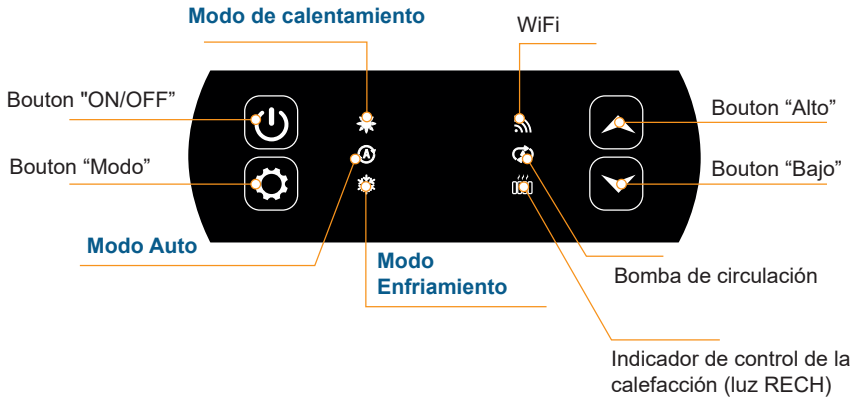 Modo de calentamiento
WiFi
Bouton "ON/OFF”
Bouton “Alto”
Bouton “Modo”
Bouton “Bajo”
A
Modo Auto
Modo
Enfriamiento
Bomba de circulación
Indicador de control de la
calefacción (luz RECH)